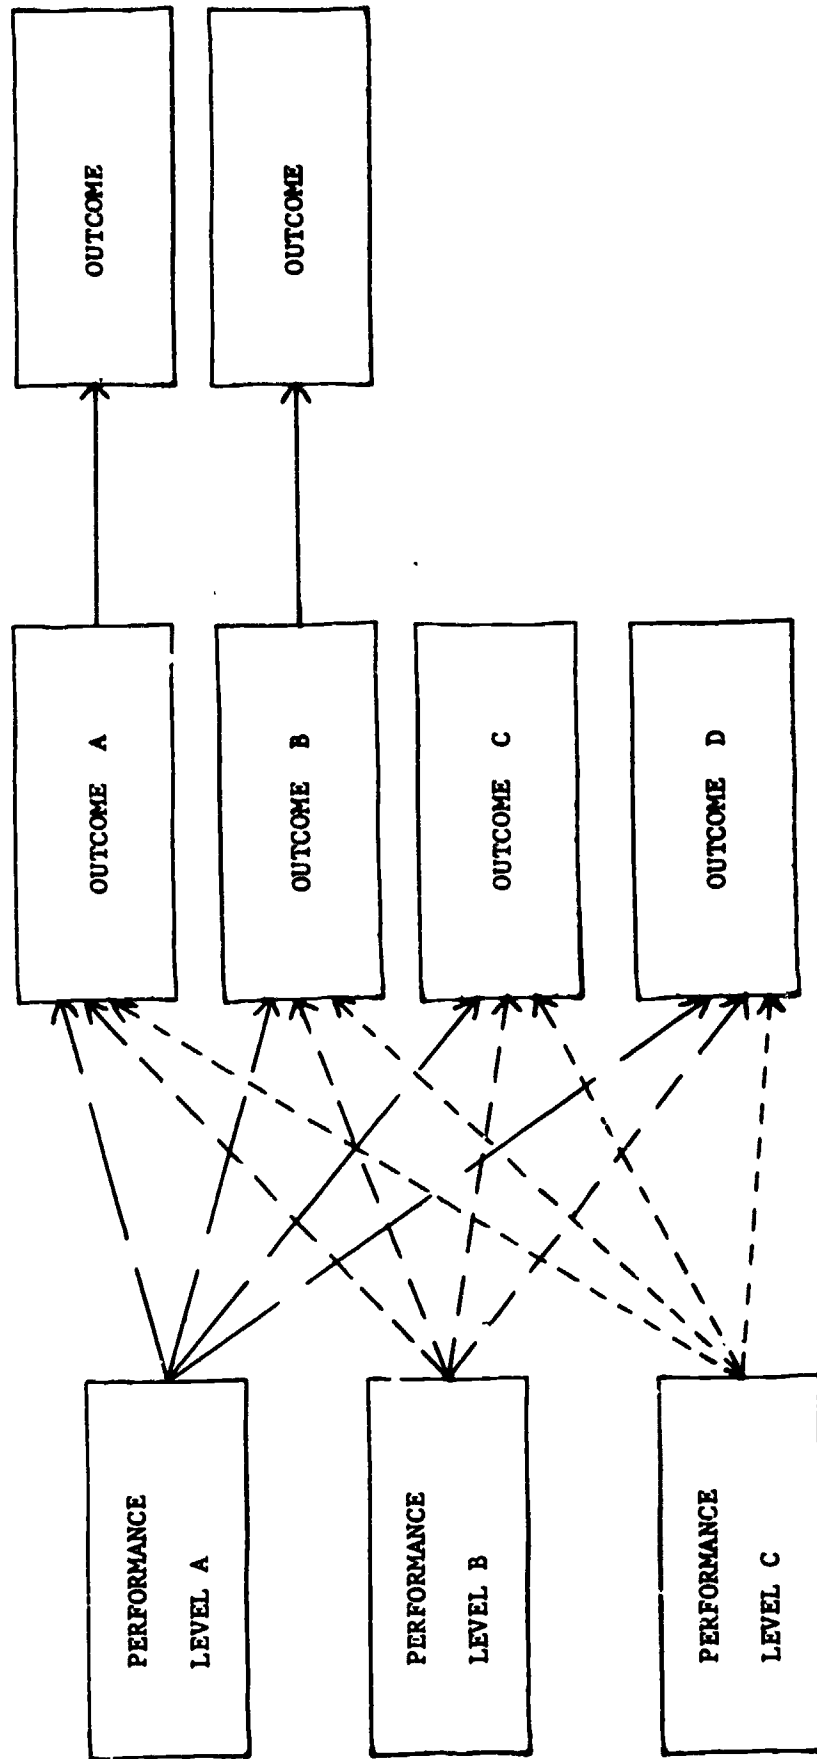 PERFORMANCE
LEVEL A
PERFORMANCE
LEVEL B
PERFORMANCE
LEVEL C
OUTCOME A
OUTCOME B
OUTCOME C
OUTCOME D
OUTCOME
OUTCOME